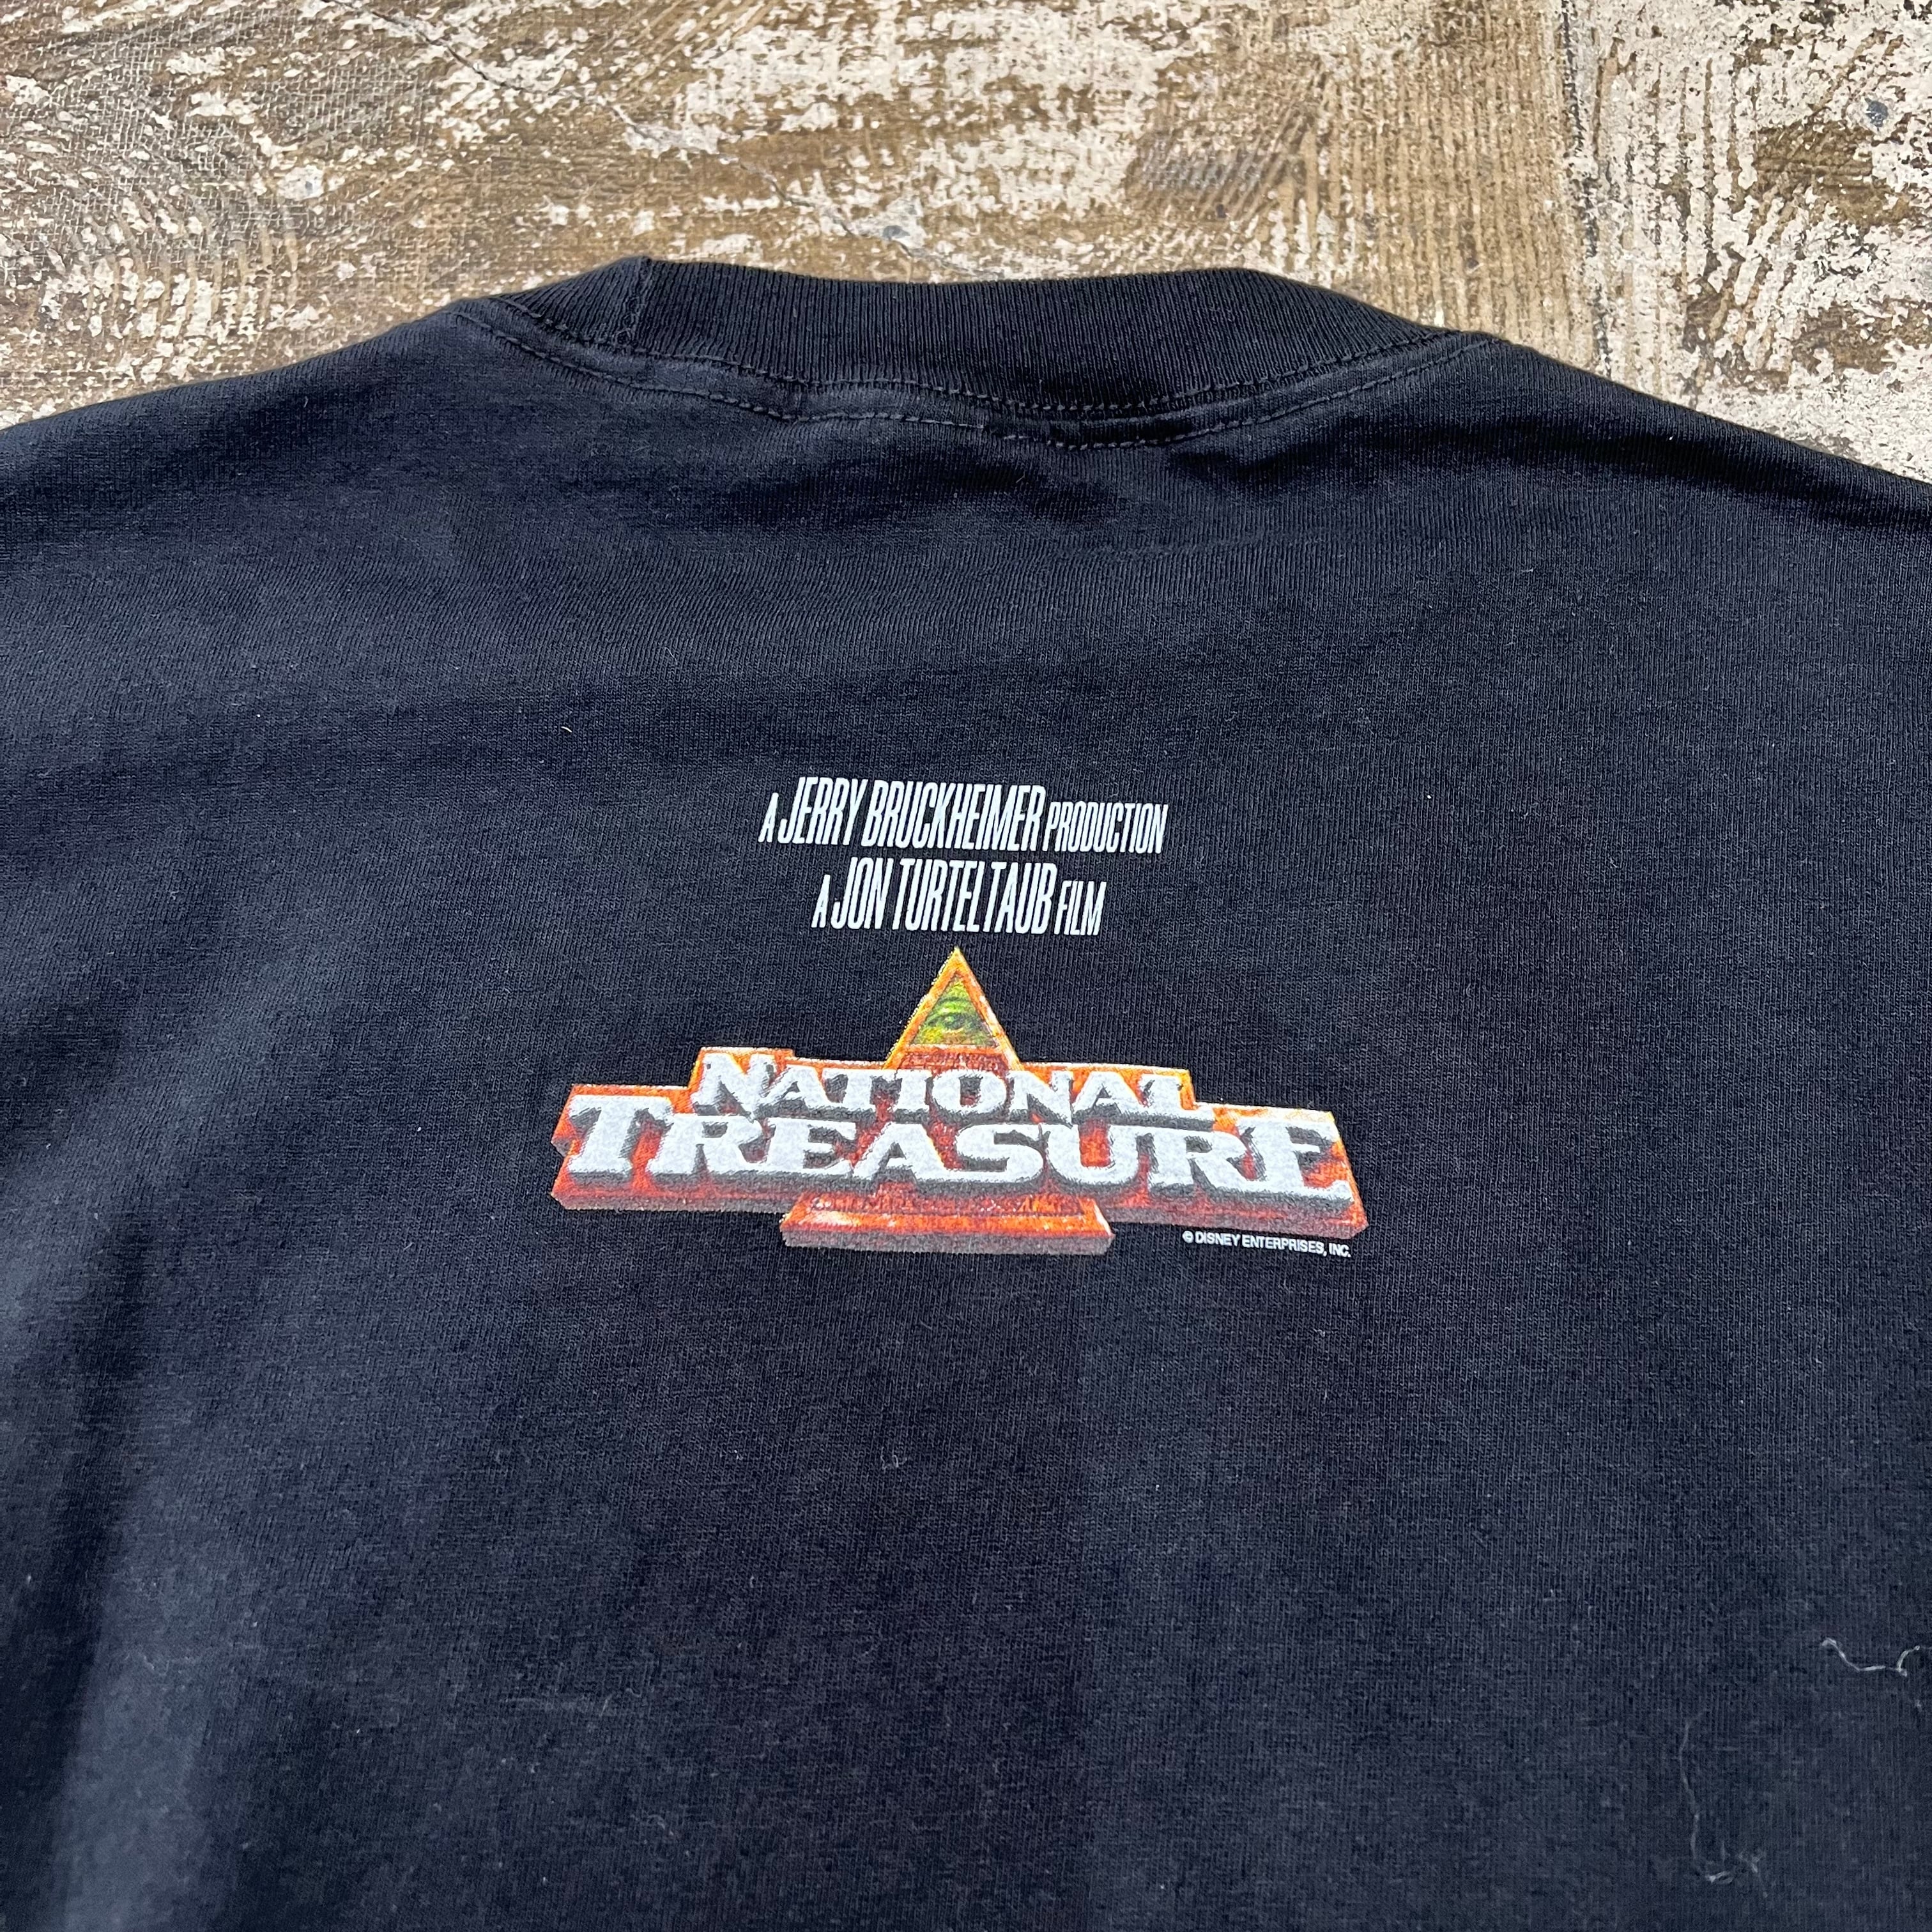 A JERRY BRUCKHEIMER PRODUCTION
A JON TURTELTAUB FILM
NATIONAL
TREASURE
© DISNEY ENTERPRISES, INC.